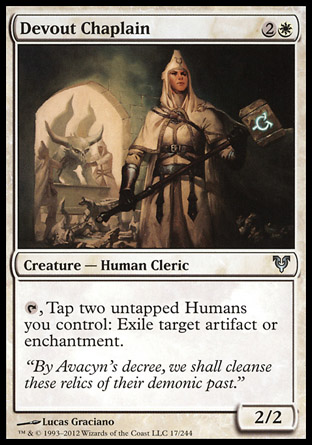 Devout Chaplain 2
Creature — Human Cleric
, Tap two untapped Humans
you control: Exile target artifact or
enchantment.
“By Avacyn’s decree, we shall cleanse
these relics of their demonic past.”
Lucas Graciano
™ & © 1993–2012 Wizards of the Coast LLC 17/244
2/2